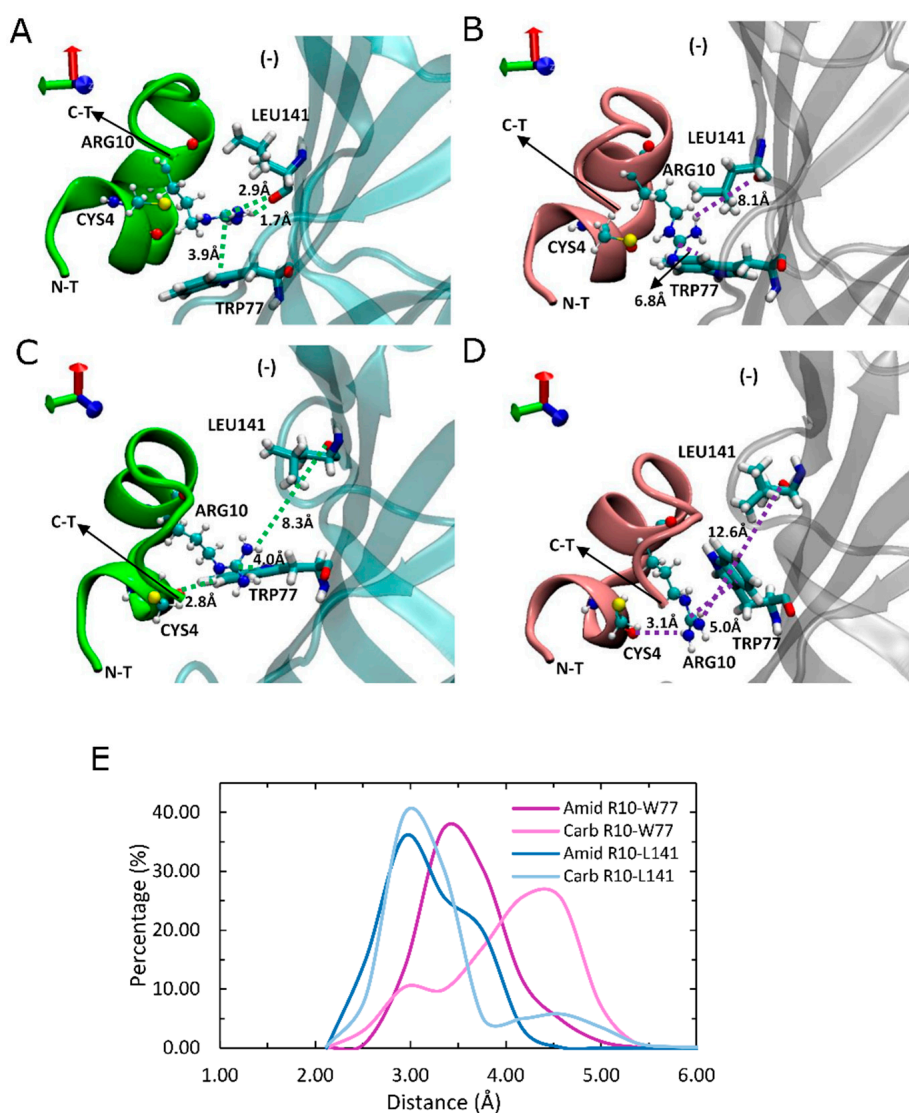 A
(-)
C-T
LEU141
ARG10
2.9Å
1.7Å
CYS4
3.9Å
N-T
TRP77
B
(-)
C-T
LEU141
ARG10
8.1Å
CYS4
N-T
TRP77
6.8Å
C
(-)
LEU141
ARG10
8.3Å
C-T
4.0Å
TRP77
2.8Å
CYS4
N-T
D
(-)
LEU141
C-T
12.6Å
3.1Å
5.0Å
TRP77
CYS4
ARG10
N-T
E
Percentage (%)
40.00
30.00
20.00
10.00
0.00
Amid R10-W77
Carb R10-W77
Amid R10-L141
Carb R10-L141
1.00 2.00 3.00 4.00 5.00 6.00
Distance (Å)